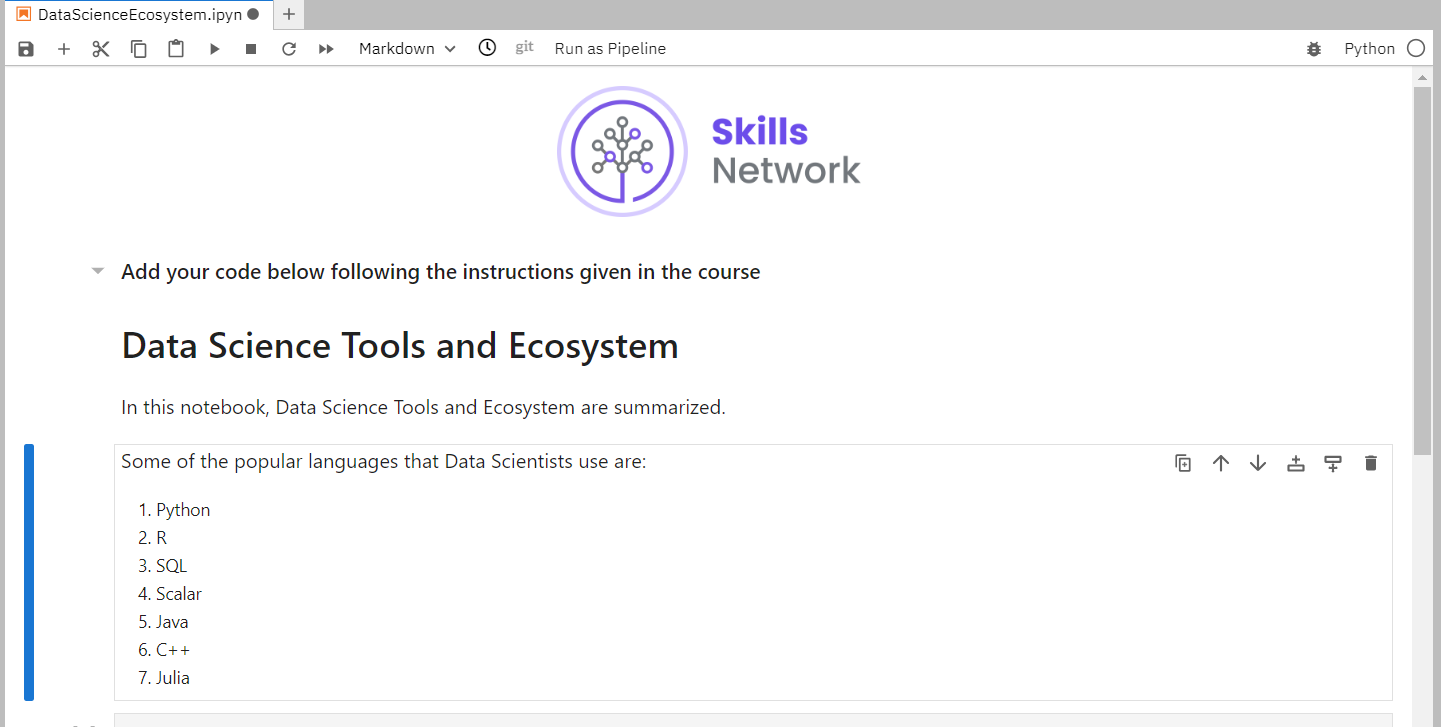 DataScienceEcosystem.ipyn
Markdown git Run as Pipeline Python
Skills
Network
Add your code below following the instructions given in the course
Data Science Tools and Ecosystem
In this notebook, Data Science Tools and Ecosystem are summarized.
Some of the popular languages that Data Scientists use are:
1. Python
2. R
3. SQL
4. Scalar
5. Java
6. C++
7. Julia